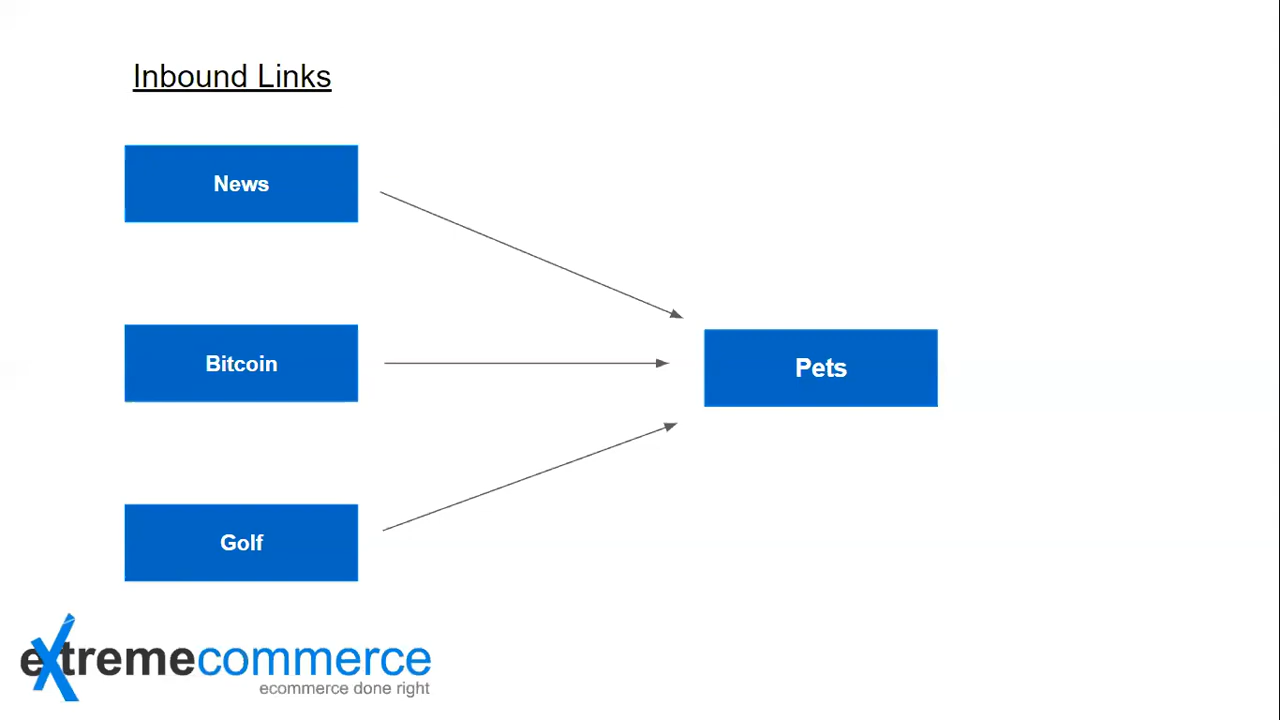 Inbound Links
News
Bitcoin
Pets
Golf
extremecommerce
ecommerce done right